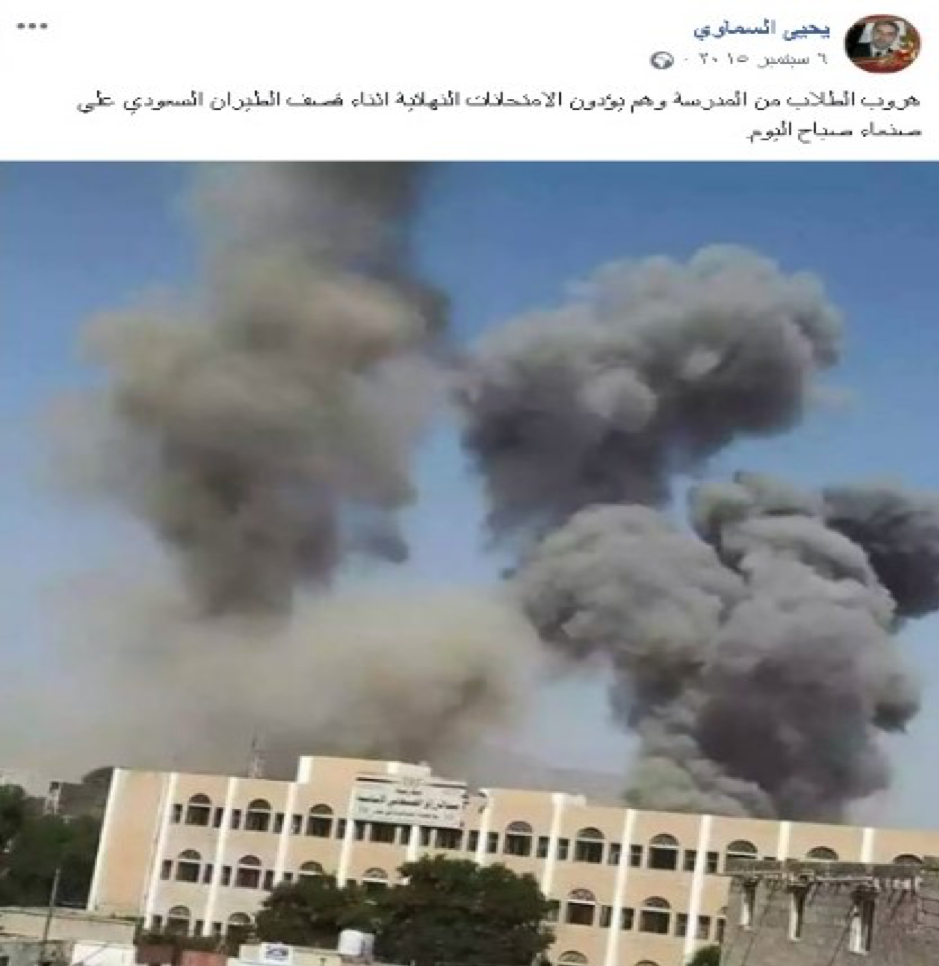 يحيى السماوي
٦ سبتمبر ٢٠١٥ ·
هروب الطلاب من المدرسة وهم يؤدون الامتحانات النهائية اثناء قصف الطيران السعودي على
صنعاء صباح اليوم.